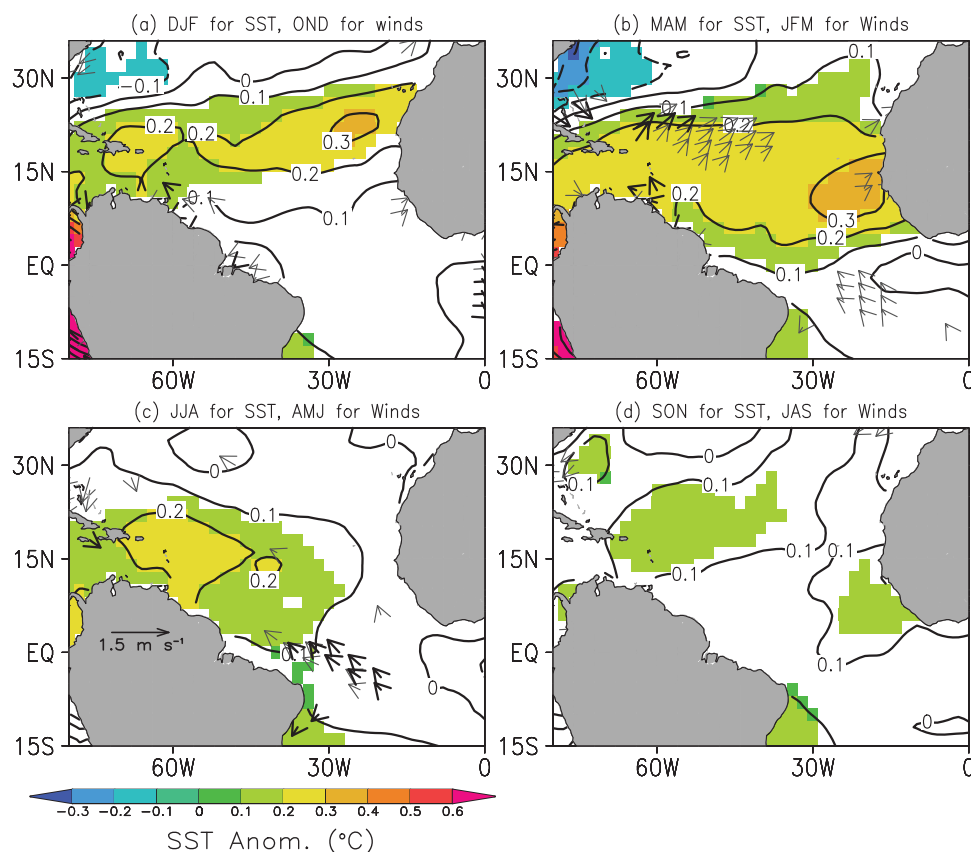 (a) DJF for SST, OND for winds
(b) MAM for SST, JFM for Winds
30N
15N
EQ
15S
60W
30W
0
-0.1
0
0.1
0.2
0.2
0.3
0.2
0.1
0.1
60W
30W
0
0.1
0.1
0.2
0.2
0.3
0.2
0.1
0
(c) JJA for SST, AMJ for Winds
(d) SON for SST, JAS for Winds
30N
15N
EQ
15S
60W
30W
0
0
0
0.1
0.2
0.2
0.1
0
1.5 m s⁻¹
60W
30W
0
0
0.1
0.1
0.1
0.1
0.1
0.1
0
-0.3 -0.2 -0.1 0 0.1 0.2 0.3 0.4 0.5 0.6
SST Anom. (°C)